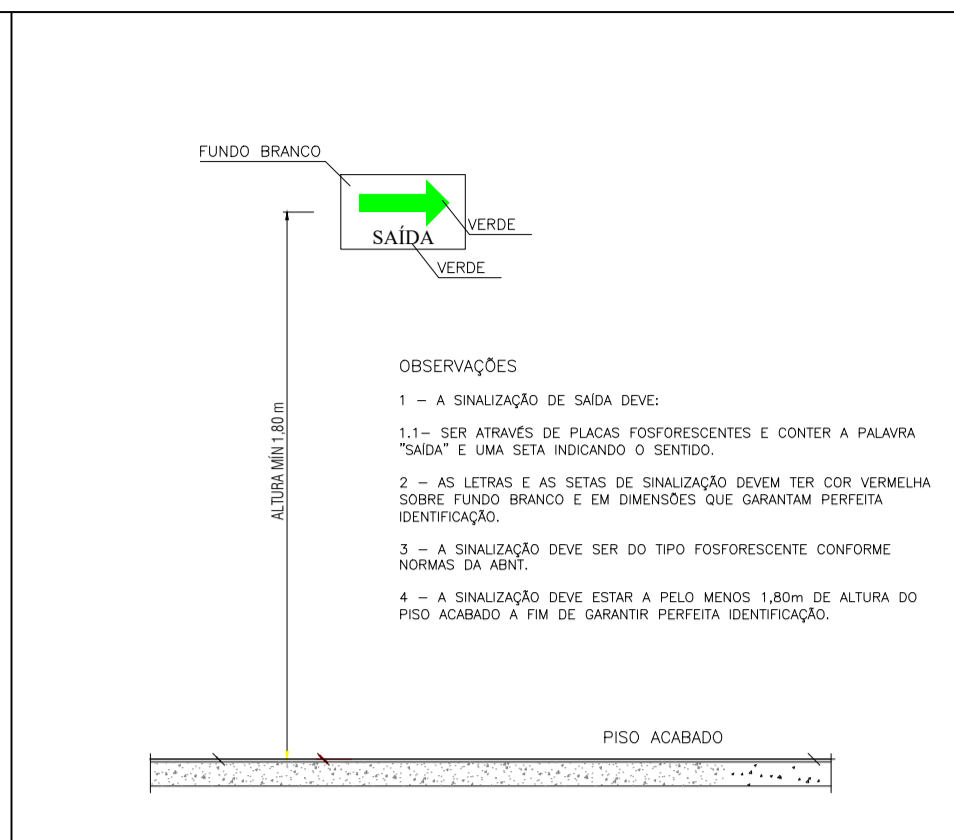 FUNDO BRANCO
SAÍDA
VERDE
VERDE
ALTURA MÍN 1,80 m
OBSERVAÇÕES
1 – A SINALIZAÇÃO DE SAÍDA DEVE:
1.1– SER ATRAVÉS DE PLACAS FOSFORESCENTES E CONTER A PALAVRA
"SAÍDA" E UMA SETA INDICANDO O SENTIDO.
2 – AS LETRAS E AS SETAS DE SINALIZAÇÃO DEVEM TER COR VERMELHA
SOBRE FUNDO BRANCO E EM DIMENSÕES QUE GARANTAM PERFEITA
IDENTIFICAÇÃO.
3 – A SINALIZAÇÃO DEVE SER DO TIPO FOSFORESCENTE CONFORME
NORMAS DA ABNT.
4 – A SINALIZAÇÃO DEVE ESTAR A PELO MENOS 1,80m DE ALTURA DO
PISO ACABADO A FIM DE GARANTIR PERFEITA IDENTIFICAÇÃO.
PISO ACABADO